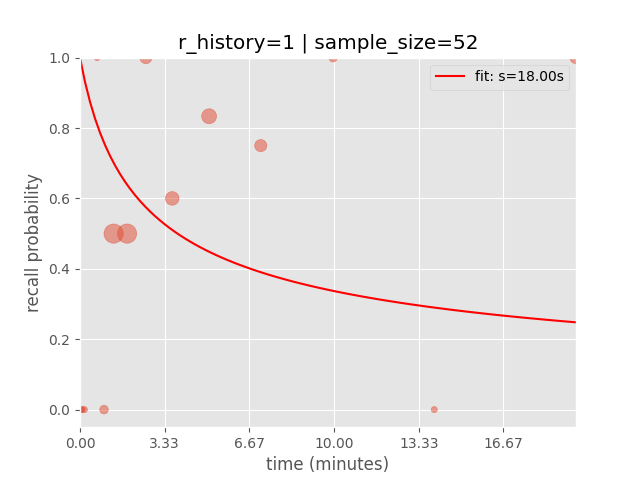 r_history=1 | sample_size=52
fit: s=18.00s
recall probability
1.0
0.8
0.6
0.4
0.2
0.0
0.00 3.33 6.67 10.00 13.33 16.67
time (minutes)